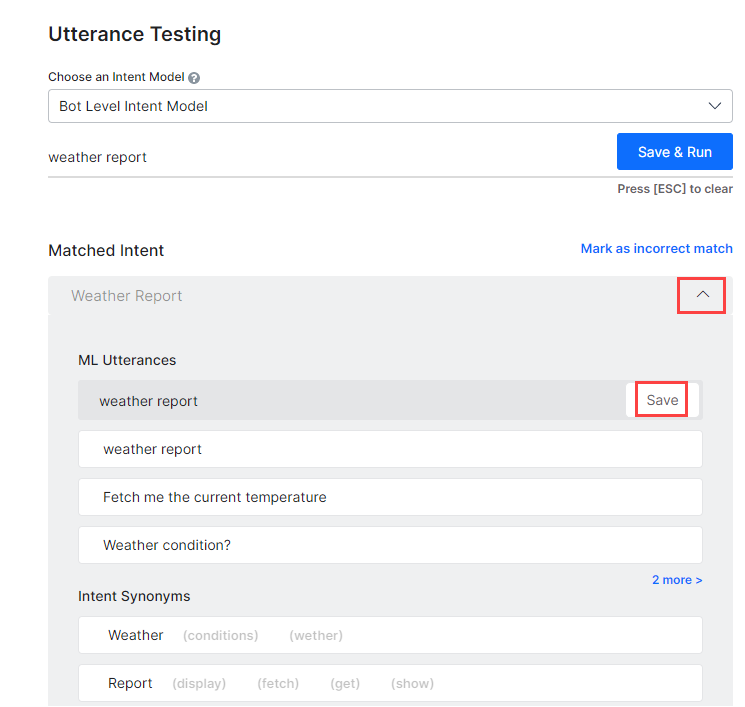 Utterance Testing
Choose an Intent Model ?
Bot Level Intent Model
weather report
Save & Run
Press [ESC] to clear
Matched Intent
Mark as incorrect match
Weather Report
ML Utterances
weather report
Save
weather report
Fetch me the current temperature
Weather condition?
2 more >
Intent Synonyms
Weather (conditions) (wether)
Report (display) (fetch) (get) (show)